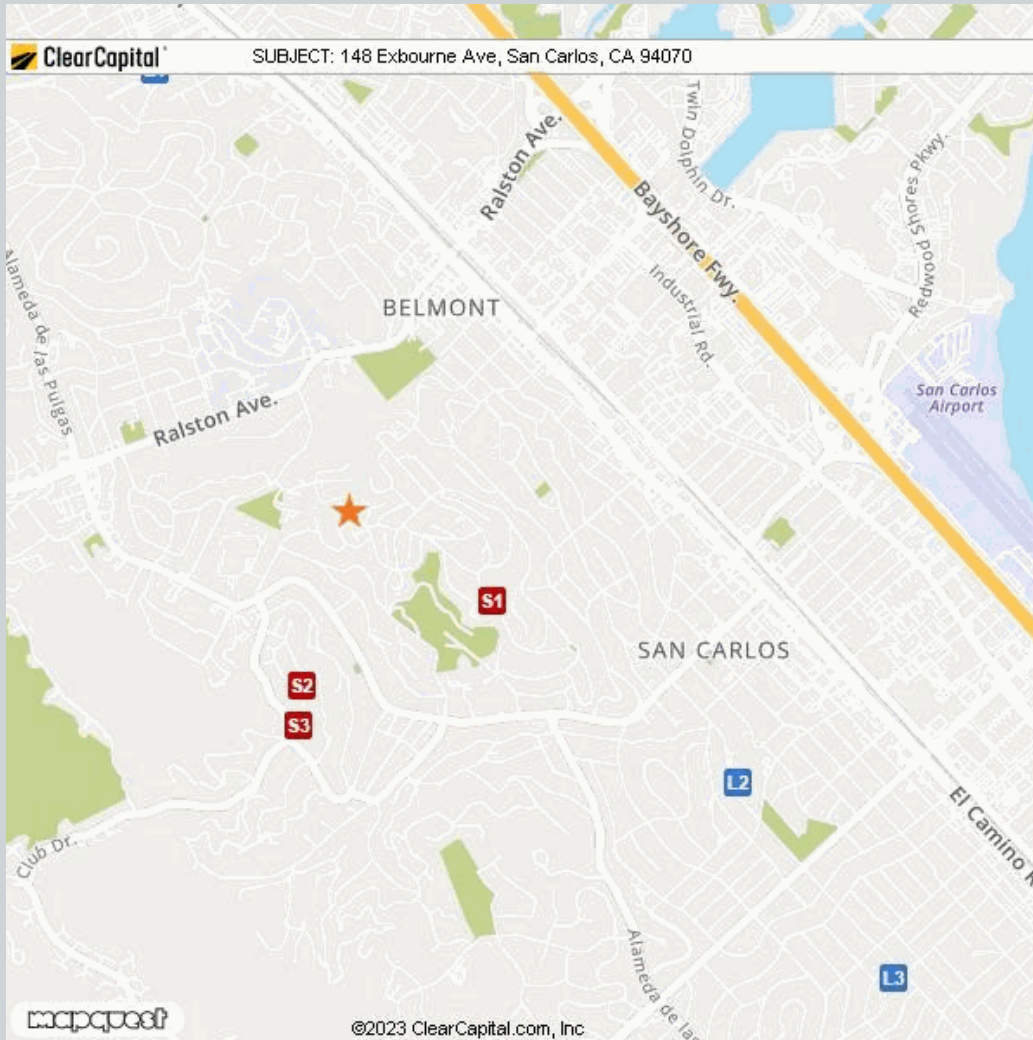 ClearCapital
SUBJECT: 148 Exbourne Ave, San Carlos, CA 94070
Ralston Ave.
Twin Dolphin Dr.
Redwood Shores Pkwy.
Bayshore Fwy.
Industrial Rd.
Alameda de las Pulgas
BELMONT
San Carlos
Airport
Ralston Ave.
S1
SAN CARLOS
S2
S3
L2
El Camino R
Club Dr.
Alameda de las
L3
mapquest
©2023 ClearCapital.com, Inc